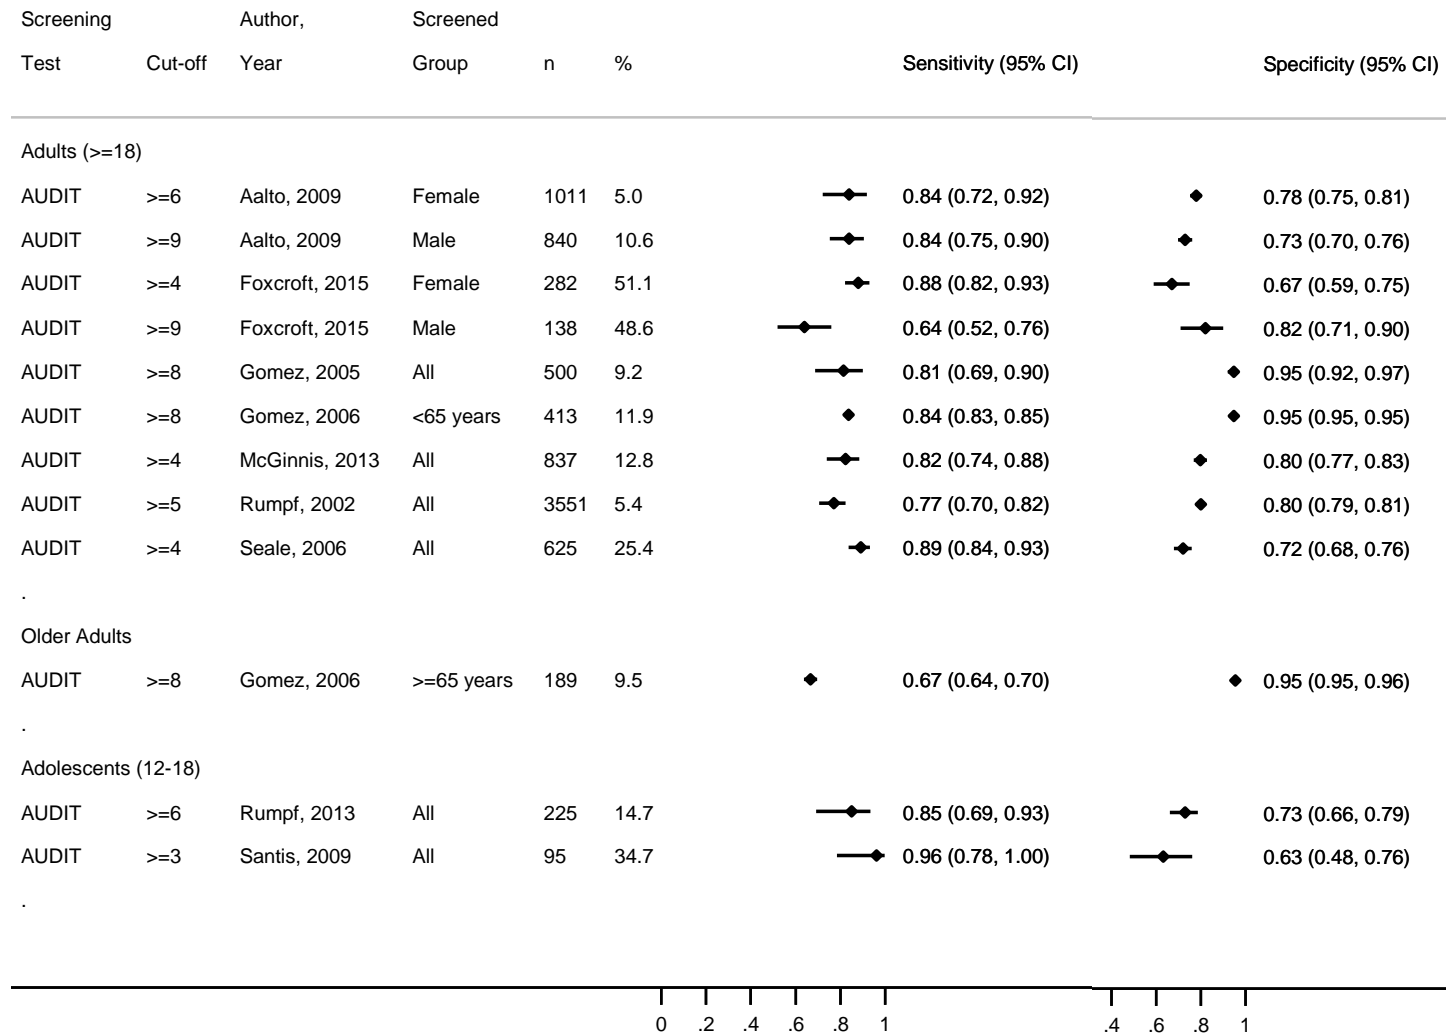 Screening Author, Screened
Test Cut-off Year Group n % Sensitivity (95% CI) Specificity (95% CI)
Adults (>=18)
AUDIT >=6 Aalto, 2009 Female 1011 5.0 0.84 (0.72, 0.92) 0.78 (0.75, 0.81)
AUDIT >=9 Aalto, 2009 Male 840 10.6 0.84 (0.75, 0.90) 0.73 (0.70, 0.76)
AUDIT >=4 Foxcroft, 2015 Female 282 51.1 0.88 (0.82, 0.93) 0.67 (0.59, 0.75)
AUDIT >=9 Foxcroft, 2015 Male 138 48.6 0.64 (0.52, 0.76) 0.82 (0.71, 0.90)
AUDIT >=8 Gomez, 2005 All 500 9.2 0.81 (0.69, 0.90) 0.95 (0.92, 0.97)
AUDIT >=8 Gomez, 2006 <65 years 413 11.9 0.84 (0.83, 0.85) 0.95 (0.95, 0.95)
AUDIT >=4 McGinnis, 2013 All 837 12.8 0.82 (0.74, 0.88) 0.80 (0.77, 0.83)
AUDIT >=5 Rumpf, 2002 All 3551 5.4 0.77 (0.70, 0.82) 0.80 (0.79, 0.81)
AUDIT >=4 Seale, 2006 All 625 25.4 0.89 (0.84, 0.93) 0.72 (0.68, 0.76)
.
Older Adults
AUDIT >=8 Gomez, 2006 >=65 years 189 9.5 0.67 (0.64, 0.70) 0.95 (0.95, 0.96)
.
Adolescents (12-18)
AUDIT >=6 Rumpf, 2013 All 225 14.7 0.85 (0.69, 0.93) 0.73 (0.66, 0.79)
AUDIT >=3 Santis, 2009 All 95 34.7 0.96 (0.78, 1.00) 0.63 (0.48, 0.76)
.
0 .2 .4 .6 .8 1 .4 .6 .8 1